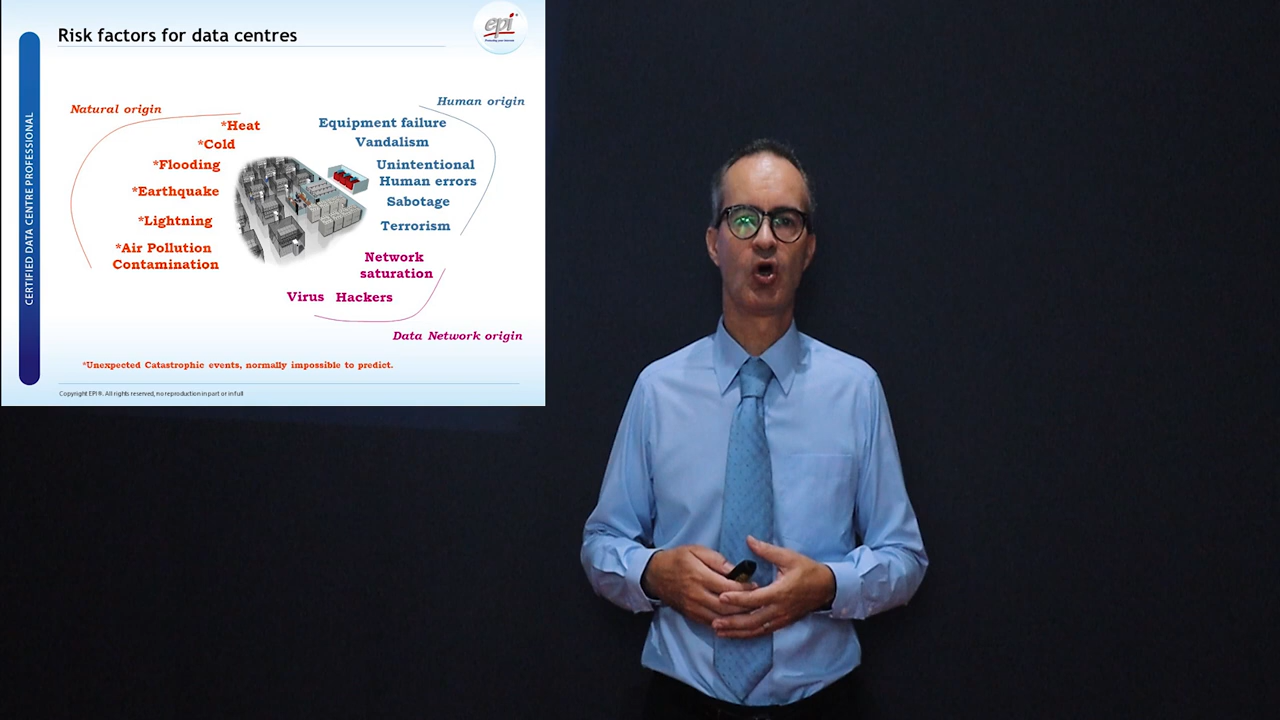 Risk factors for data centres
epi
CERTIFIED DATA CENTRE PROFESSIONAL
Natural origin
*Heat
*Cold
*Flooding
*Earthquake
*Lightning
*Air Pollution
Contamination
Human origin
Equipment failure
Vandalism
Unintentional
Human errors
Sabotage
Terrorism
Network
saturation
Virus Hackers
Data Network origin
*Unexpected Catastrophic events, normally impossible to predict.
Copyright EPI®. All rights reserved, no reproduction in part or in full